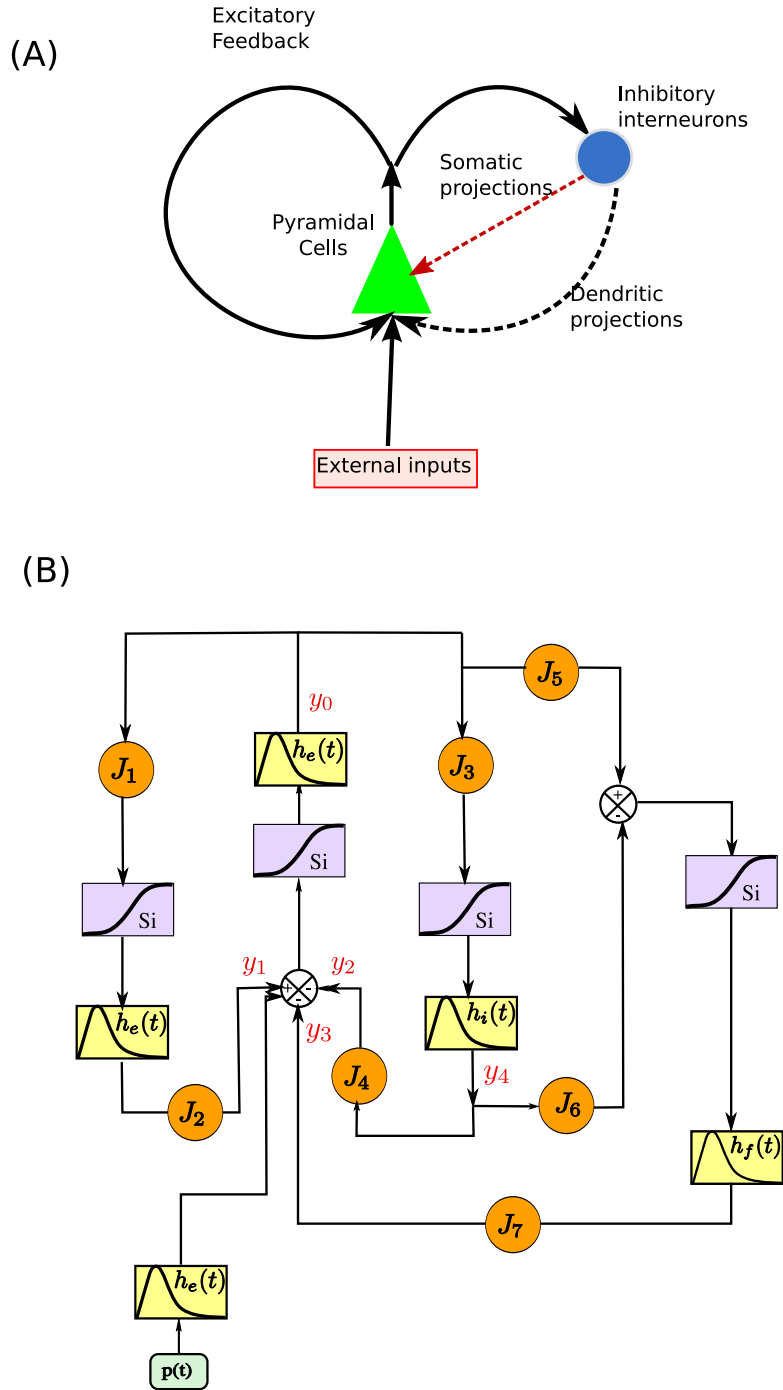 (A)
Excitatory
Feedback
Inhibitory
interneurons
Somatic
projections
Pyramidal
Cells
Dendritic
projections
External inputs
(B)
J₅
y₀
hₑ(t)
J₁
J₃
+
-
Si
Si
Si
Si
y₁
y₂
+
-
-
y₃
hₑ(t)
hᵢ(t)
y₄
J₄
J₂
J₆
h_f(t)
J₇
hₑ(t)
p(t)